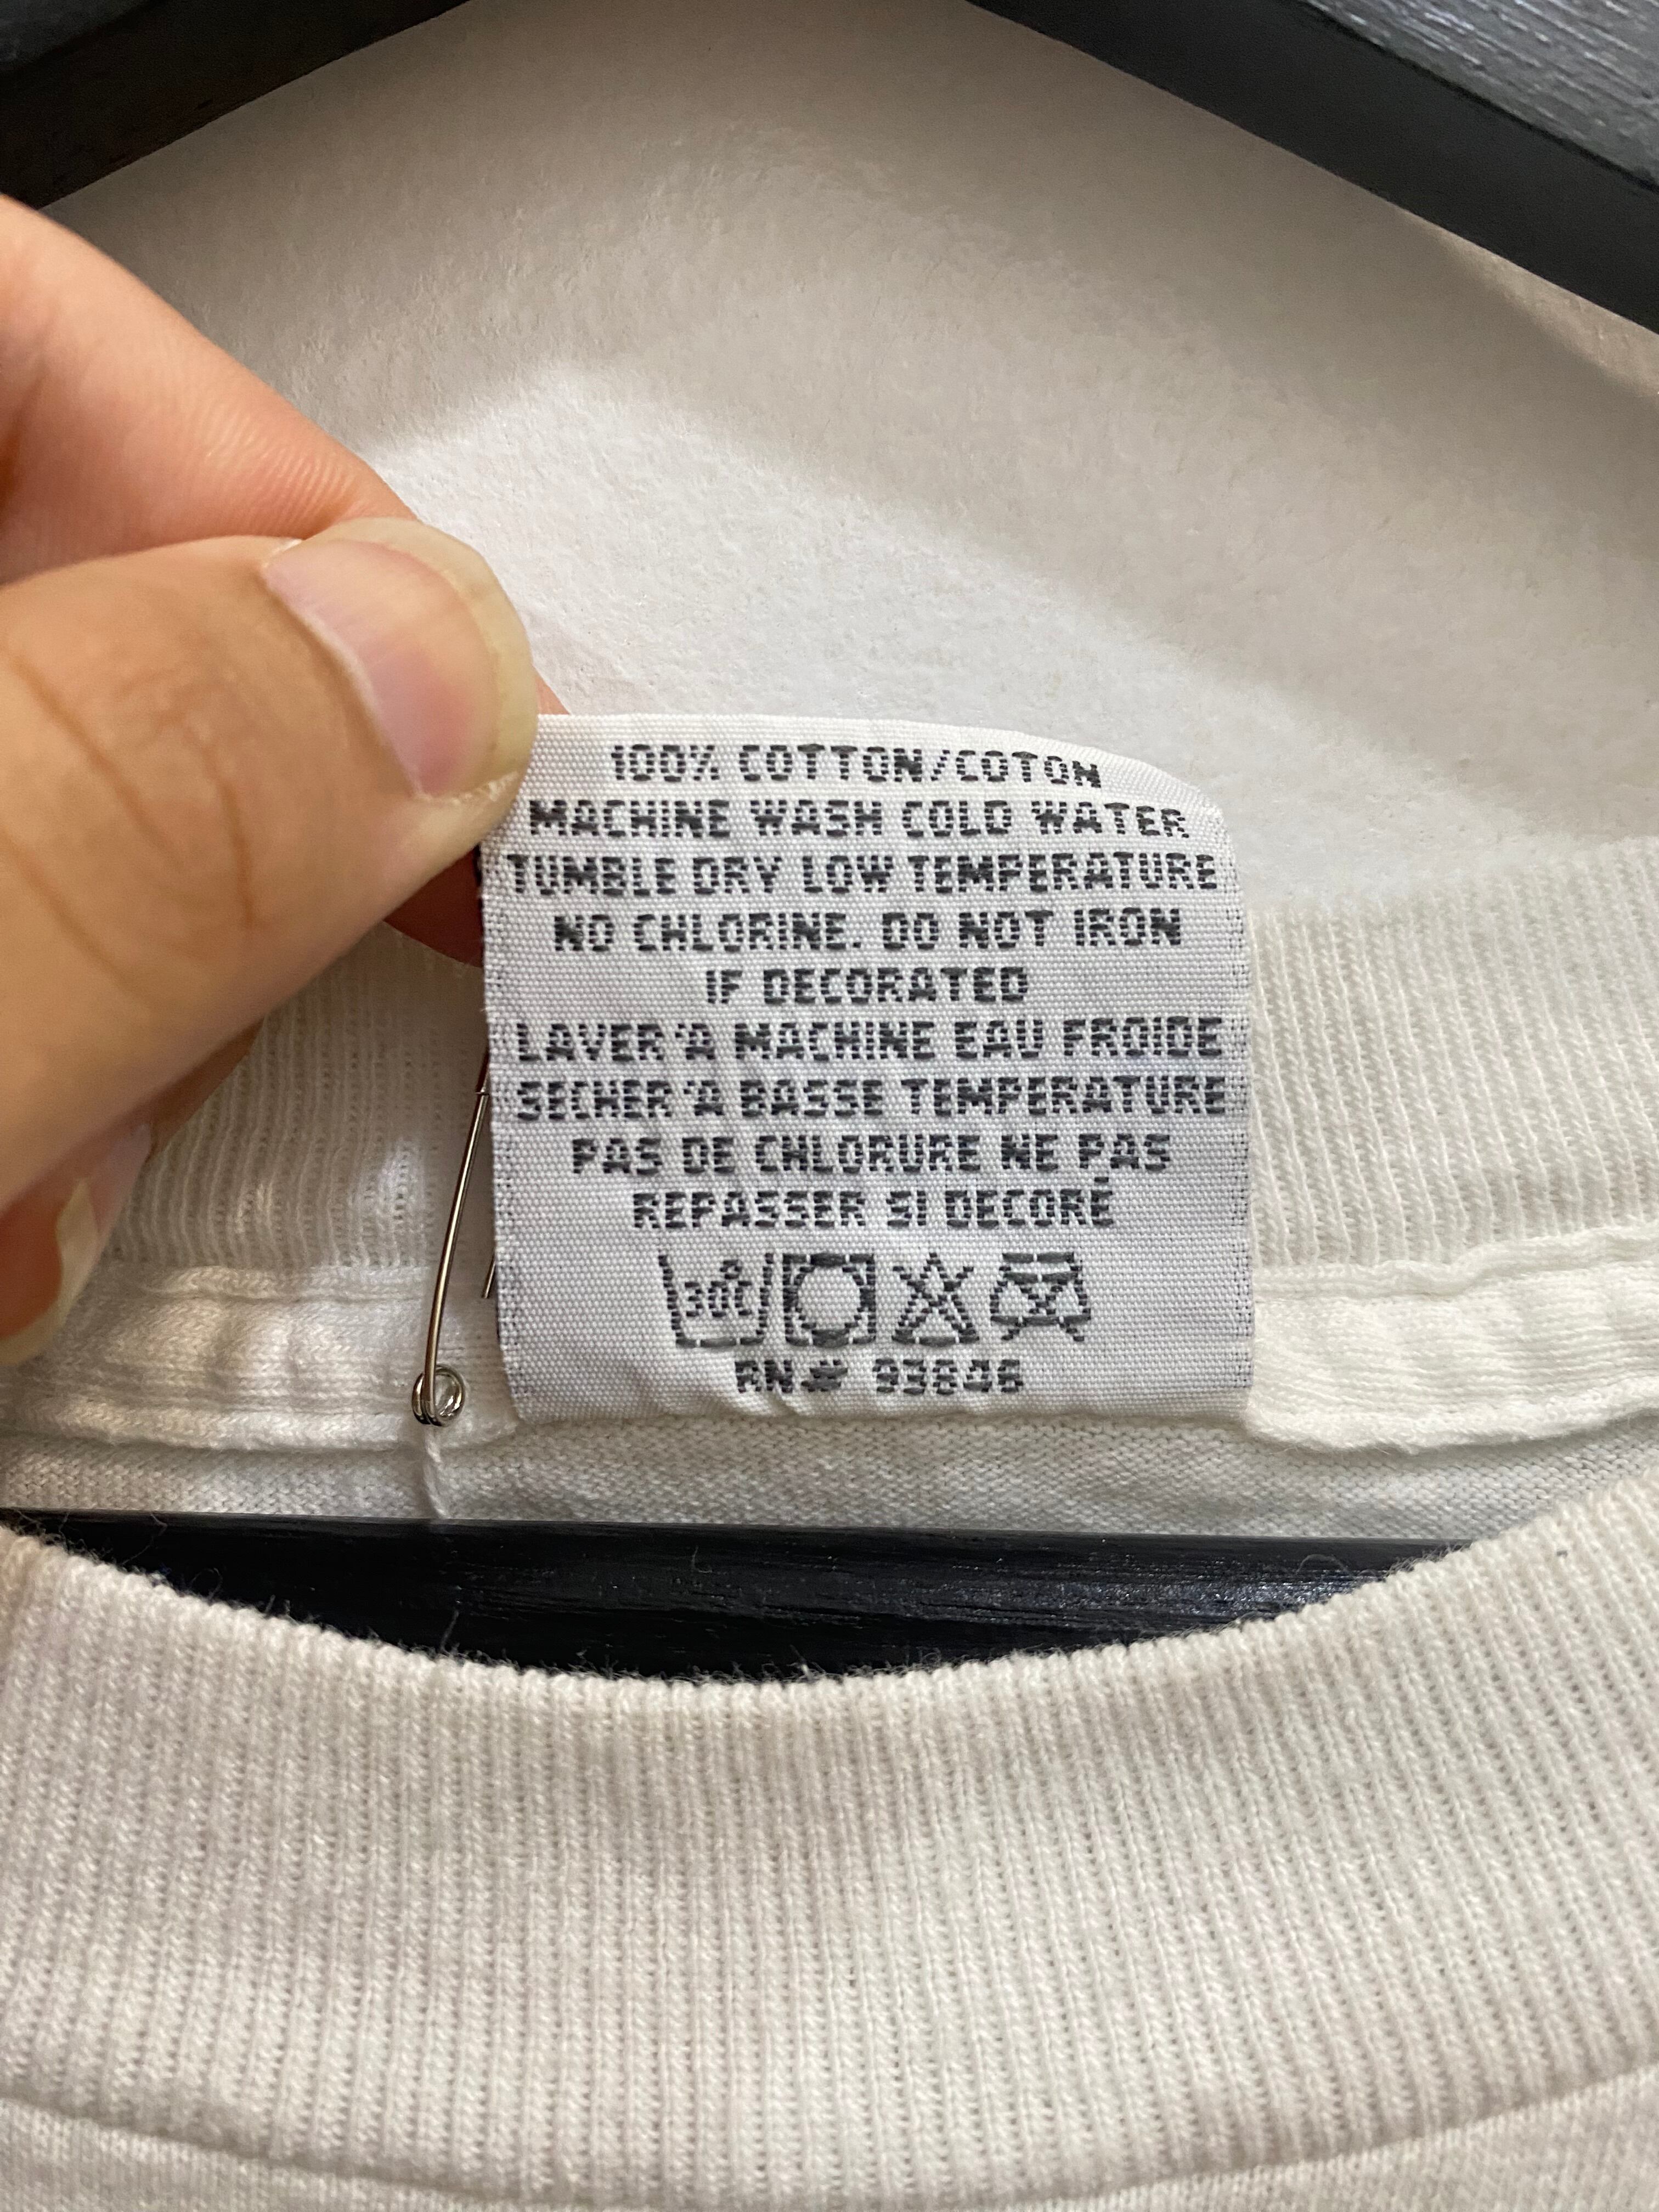 100% COTTON/COTON
MACHINE WASH COLD WATER
TUMBLE DRY LOW TEMPERATURE
NO CHLORINE. DO NOT IRON
IF DECORATED
LAVER 'A MACHINE EAU FROIDE
SECHER 'A BASSE TEMPERATURE
PAS DE CHLORURE NE PAS
REPASSER SI DECORÉ
30°C
RN# 93846